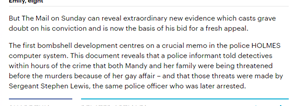 Emily, eight
But The Mail on Sunday can reveal extraordinary new evidence which casts grave
doubt on his conviction and is now the basis of his bid for a fresh appeal.
The first bombshell development centres on a crucial memo in the police HOLMES
computer system. This document reveals that a police informant told detectives
within hours of the crime that both Mandy and her family were being threatened
before the murders because of her gay affair – and that those threats were made by
Sergeant Stephen Lewis, the same police officer who was later arrested.